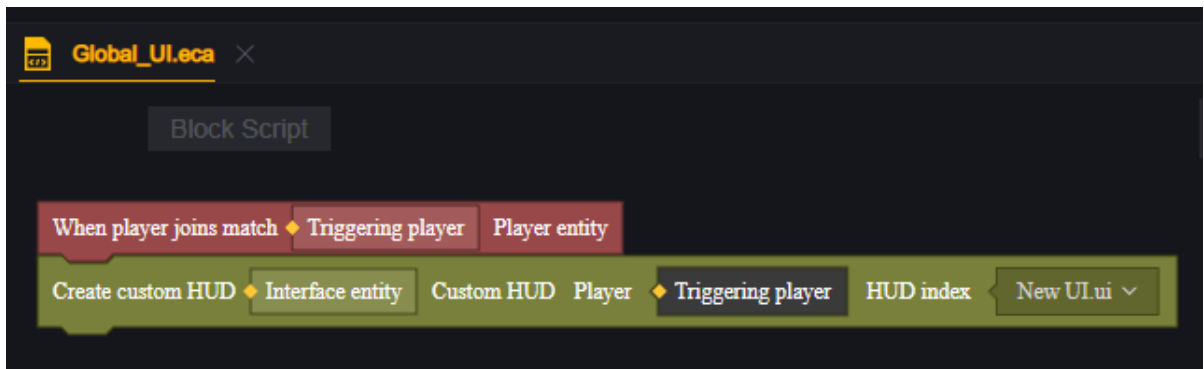 Global_UI.eca
Block Script
When player joins match Triggering player Player entity
Create custom HUD Interface entity Custom HUD Player Triggering player HUD index New UI.ui